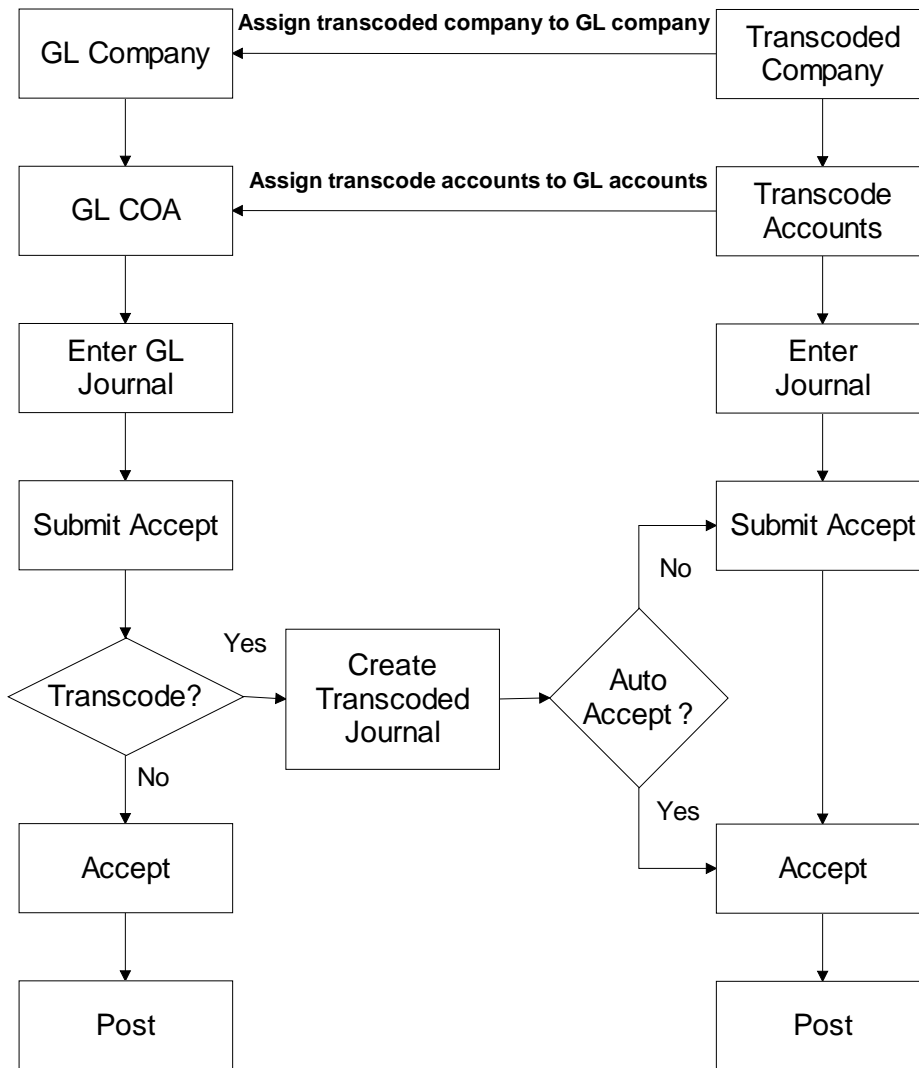 Assign transcoded company to GL company
GL Company
Transcoded
Company
Assign transcode accounts to GL accounts
GL COA
Transcode
Accounts
Enter GL
Journal
Enter
Journal
Submit Accept
Submit Accept
No
Yes
Transcode?
Create
Transcoded
Journal
Auto
Accept ?
No
Yes
Accept
Accept
Post
Post